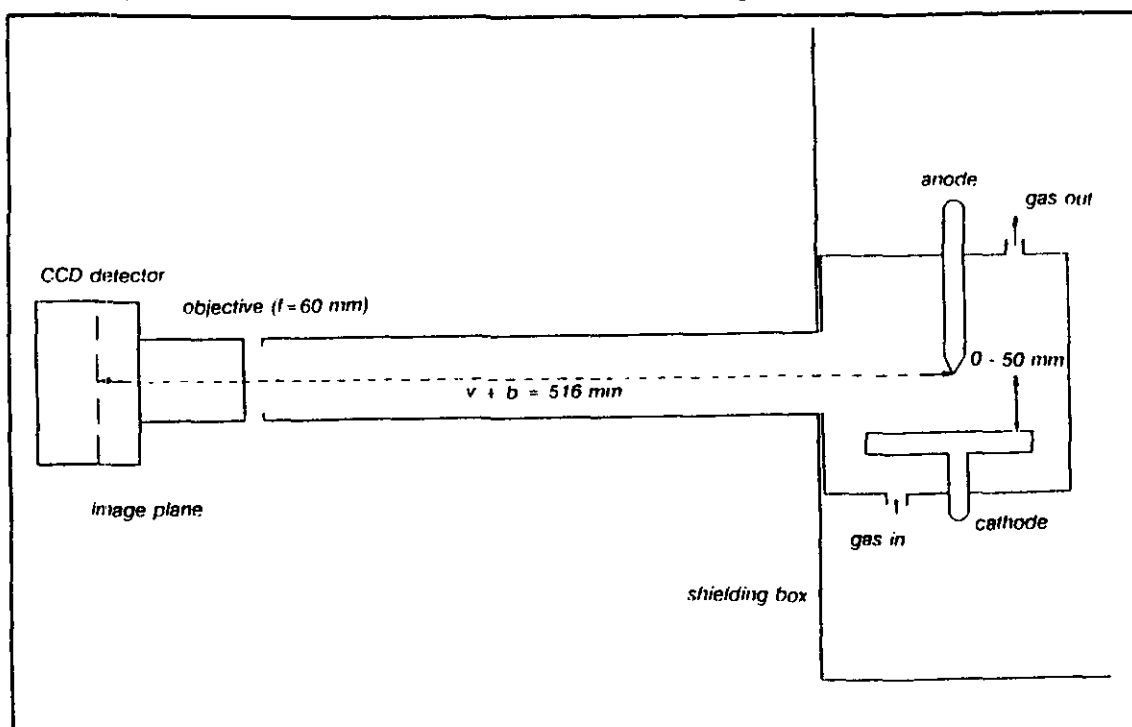 anode
gas out
CCD detector
objective (f = 60 mm)
0 - 50 mm
v + b = 516 mm
image plane
cathode
gas in
shielding box